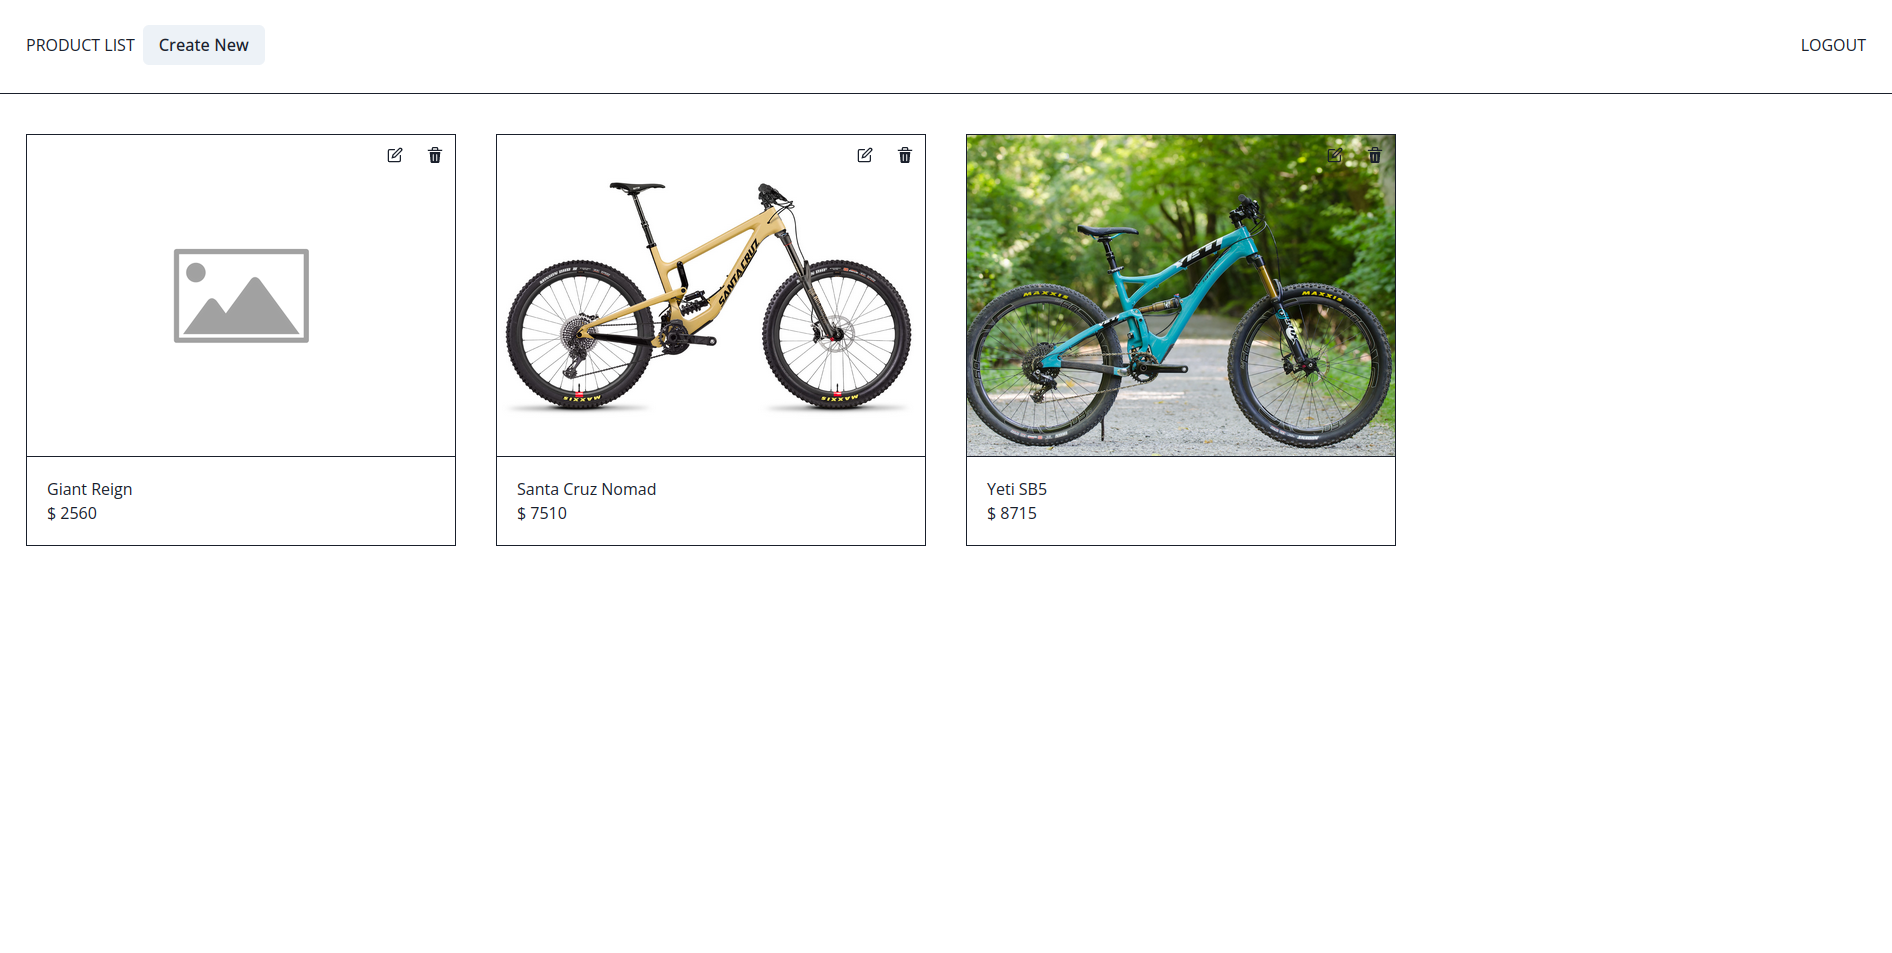 PRODUCT LIST Create New LOGOUT
SANTA CRUZ
MAXXIS MAXXIS
YETI
MAXXIS MAXXIS
Giant Reign
$ 2560
Santa Cruz Nomad
$ 7510
Yeti SB5
$ 8715